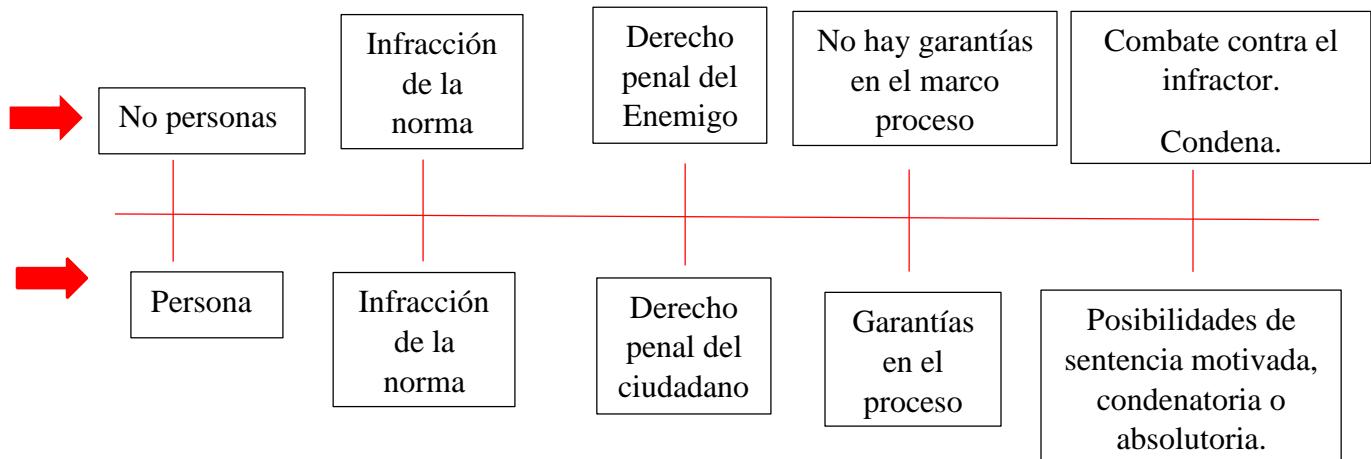 No personas
Infracción
de la
norma
Derecho
penal del
Enemigo
No hay garantías
en el marco
proceso
Combate contra el
infractor.
Condena.
Persona
Infracción
de la
norma
Derecho
penal del
ciudadano
Garantías
en el
proceso
Posibilidades de
sentencia motivada,
condenatoria o
absolutoria.